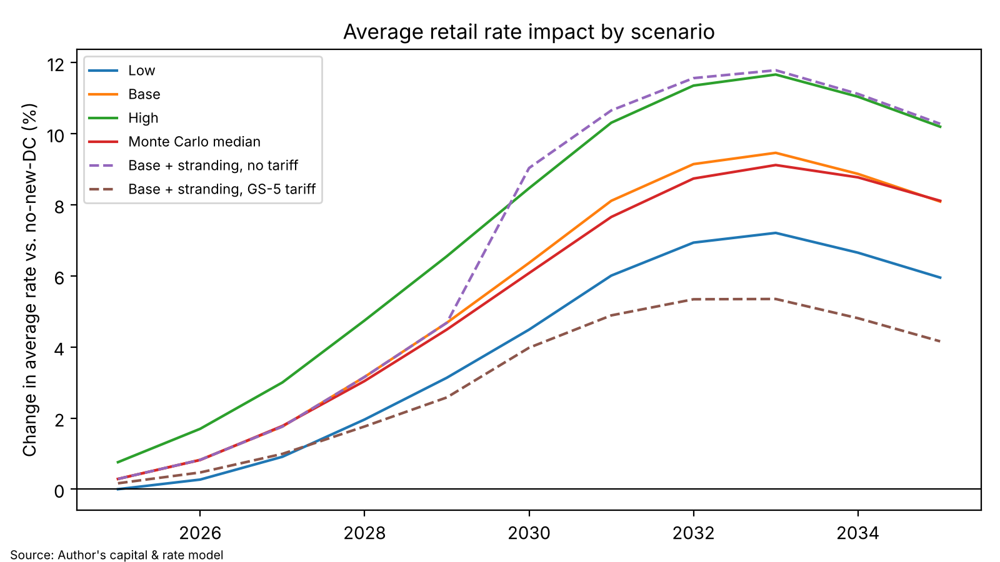 Average retail rate impact by scenario
Change in average rate vs. no-new-DC (%)
12
10
8
6
4
2
0
Low
Base
High
Monte Carlo median
Base + stranding, no tariff
Base + stranding, GS-5 tariff
2026 2028 2030 2032 2034
Source: Author's capital & rate model